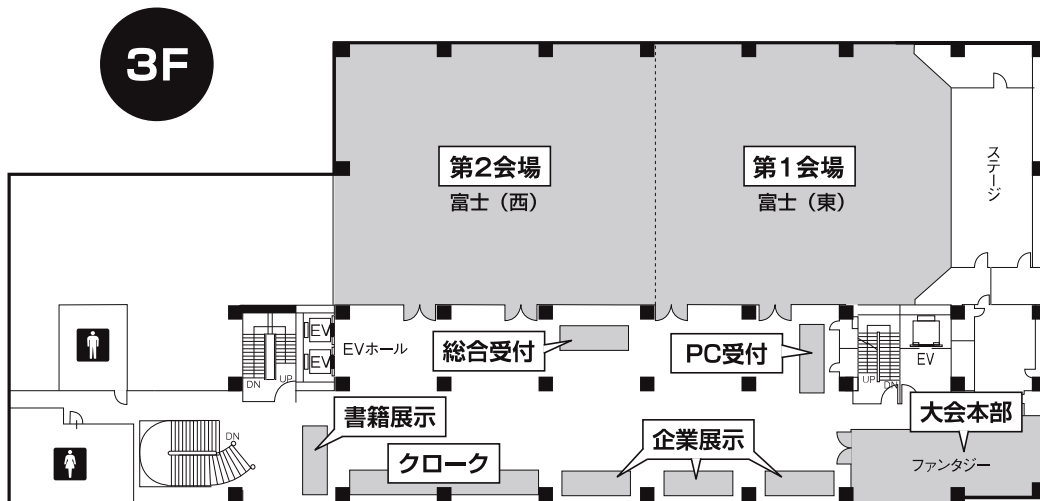 3F
第2会場
富士（西）
第1会場
富士（東）
ステージ
EV
EV
EVホール
総合受付
PC受付
EV
DN
UP
UP
DN
書籍展示
大会本部
DN
クローク
企業展示
ファンタジー